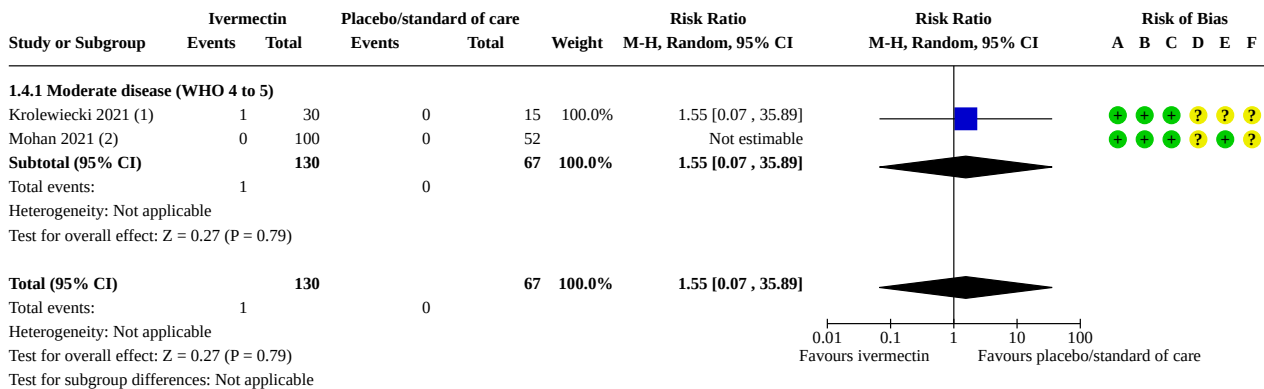 Ivermectin Placebo/standard of care Risk Ratio Risk Ratio Risk of Bias
Study or Subgroup Events Total Events Total Weight M-H, Random, 95% CI M-H, Random, 95% CI A B C D E F
1.4.1 Moderate disease (WHO 4 to 5)
Krolewiecki 2021 (1) 1 30 0 15 100.0% 1.55 [0.07 , 35.89] + + + ? ? ?
Mohan 2021 (2) 0 100 0 52 Not estimable + + + ? + ?
Subtotal (95% CI) 130 67 100.0% 1.55 [0.07 , 35.89]
Total events: 1 0
Heterogeneity: Not applicable
Test for overall effect: Z = 0.27 (P = 0.79)
Total (95% CI) 130 67 100.0% 1.55 [0.07 , 35.89]
Total events: 1 0
Heterogeneity: Not applicable
0.01 0.1 1 10 100
Test for overall effect: Z = 0.27 (P = 0.79) Favours ivermectin Favours placebo/standard of care
Test for subgroup differences: Not applicable